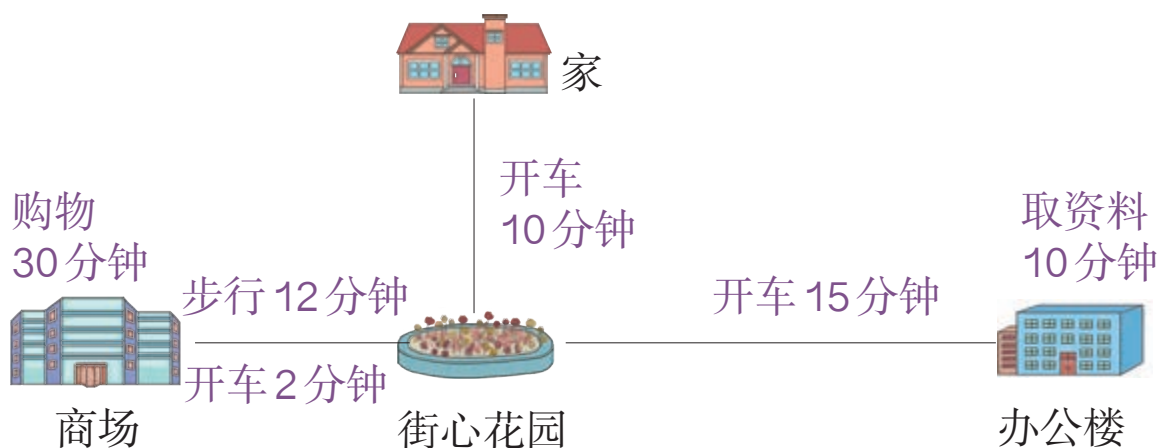 家
开车
10分钟
购物
30分钟
取资料
10分钟
步行12分钟
开车15分钟
开车2分钟
商场
街心花园
办公楼